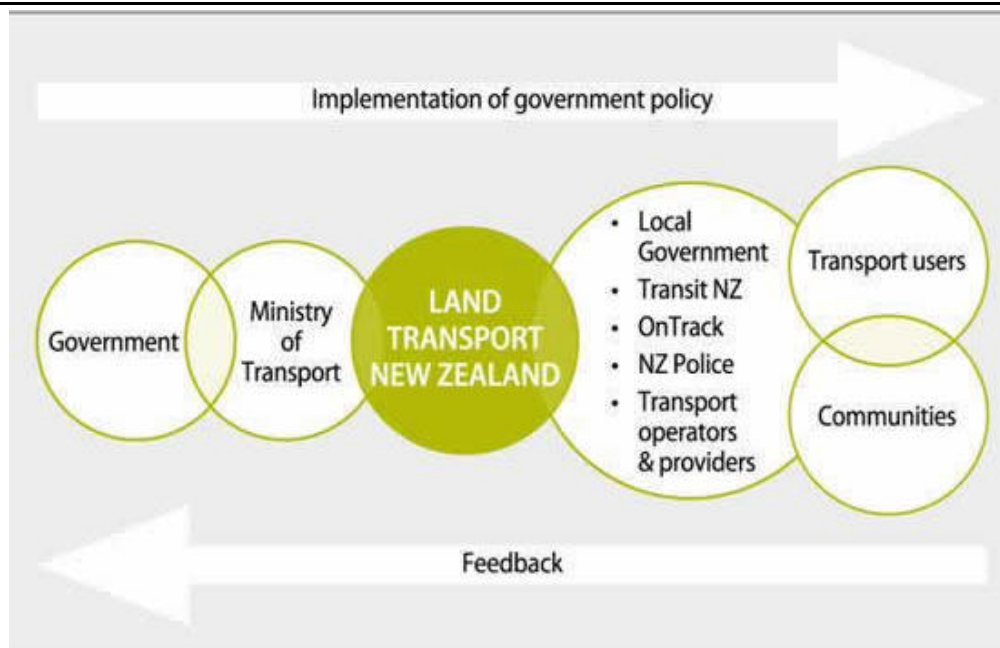 Implementation of government policy
Government
Ministry
of
Transport
LAND
TRANSPORT
NEW ZEALAND
• Local
Government
• Transit NZ
• OnTrack
• NZ Police
• Transport
operators
& providers
Transport users
Communities
Feedback